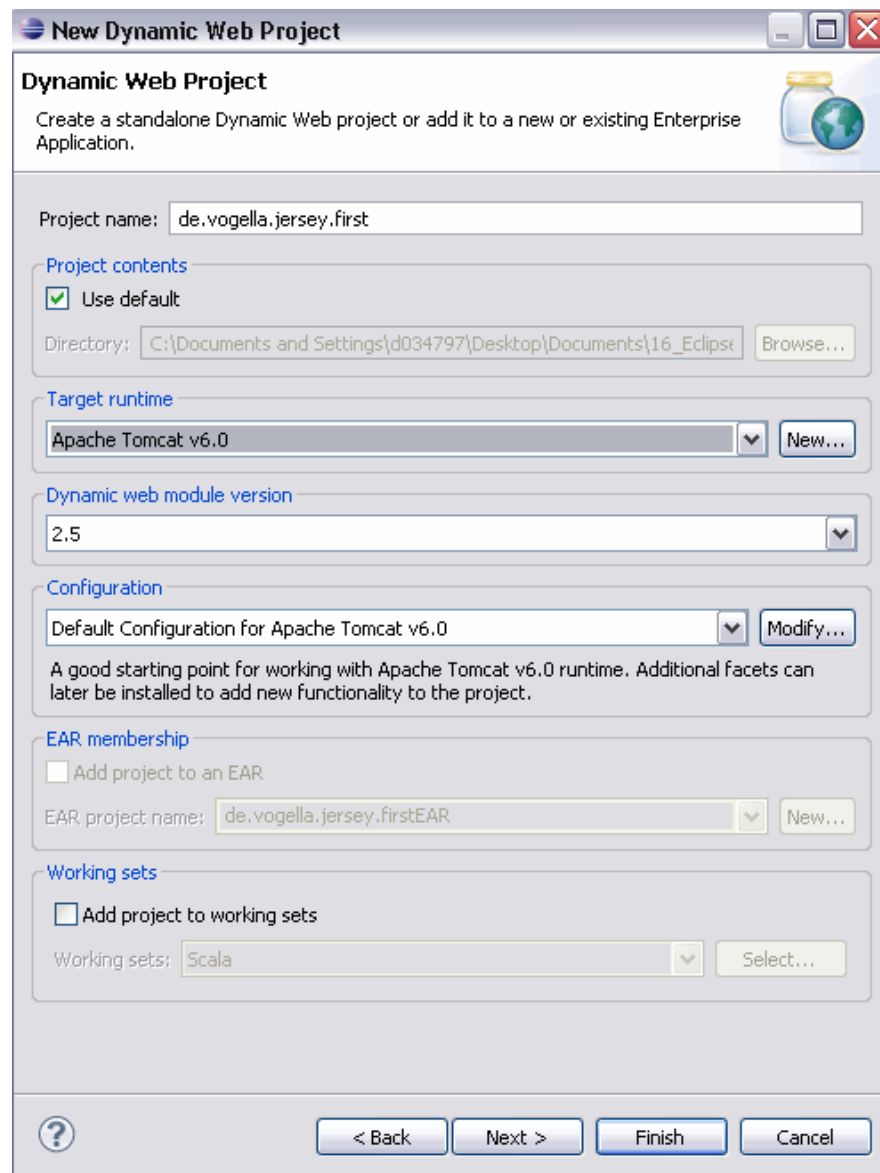 New Dynamic Web Project
Dynamic Web Project
Create a standalone Dynamic Web project or add it to a new or existing Enterprise
Application.
Project name: de.vogella.jersey.first
Project contents
Use default
Directory: C:\Documents and Settings\d034797\Desktop\Documents\16_Eclipse Browse...
Target runtime
Apache Tomcat v6.0 New...
Dynamic web module version
2.5
Configuration
Default Configuration for Apache Tomcat v6.0 Modify...
A good starting point for working with Apache Tomcat v6.0 runtime. Additional facets can
later be installed to add new functionality to the project.
EAR membership
Add project to an EAR
EAR project name: de.vogella.jersey.firstEAR New...
Working sets
Add project to working sets
Working sets: Scala Select...
? < Back Next > Finish Cancel